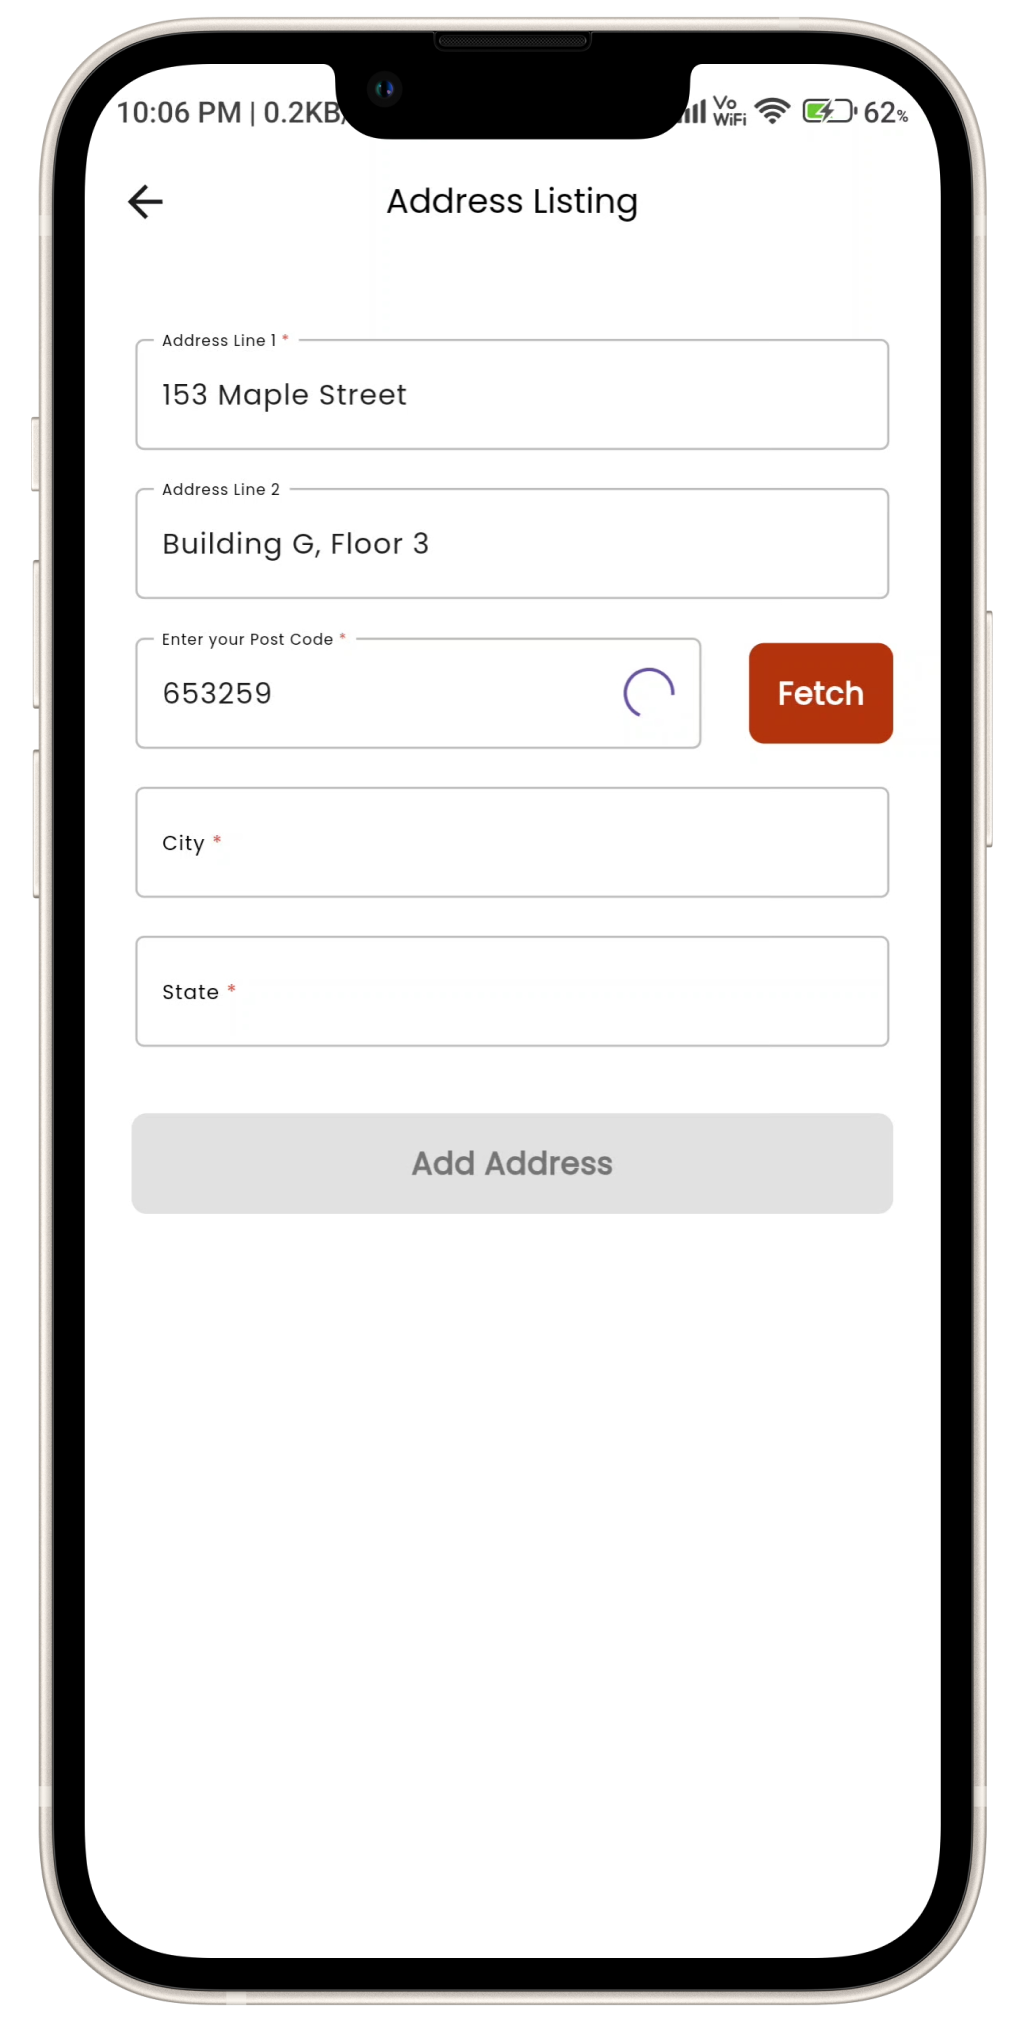 10:06 PM | 0.2KB/
Vo
WiFi
62%
Address Listing
Address Line 1 *
153 Maple Street
Address Line 2
Building G, Floor 3
Enter your Post Code *
653259
Fetch
City *
State *
Add Address